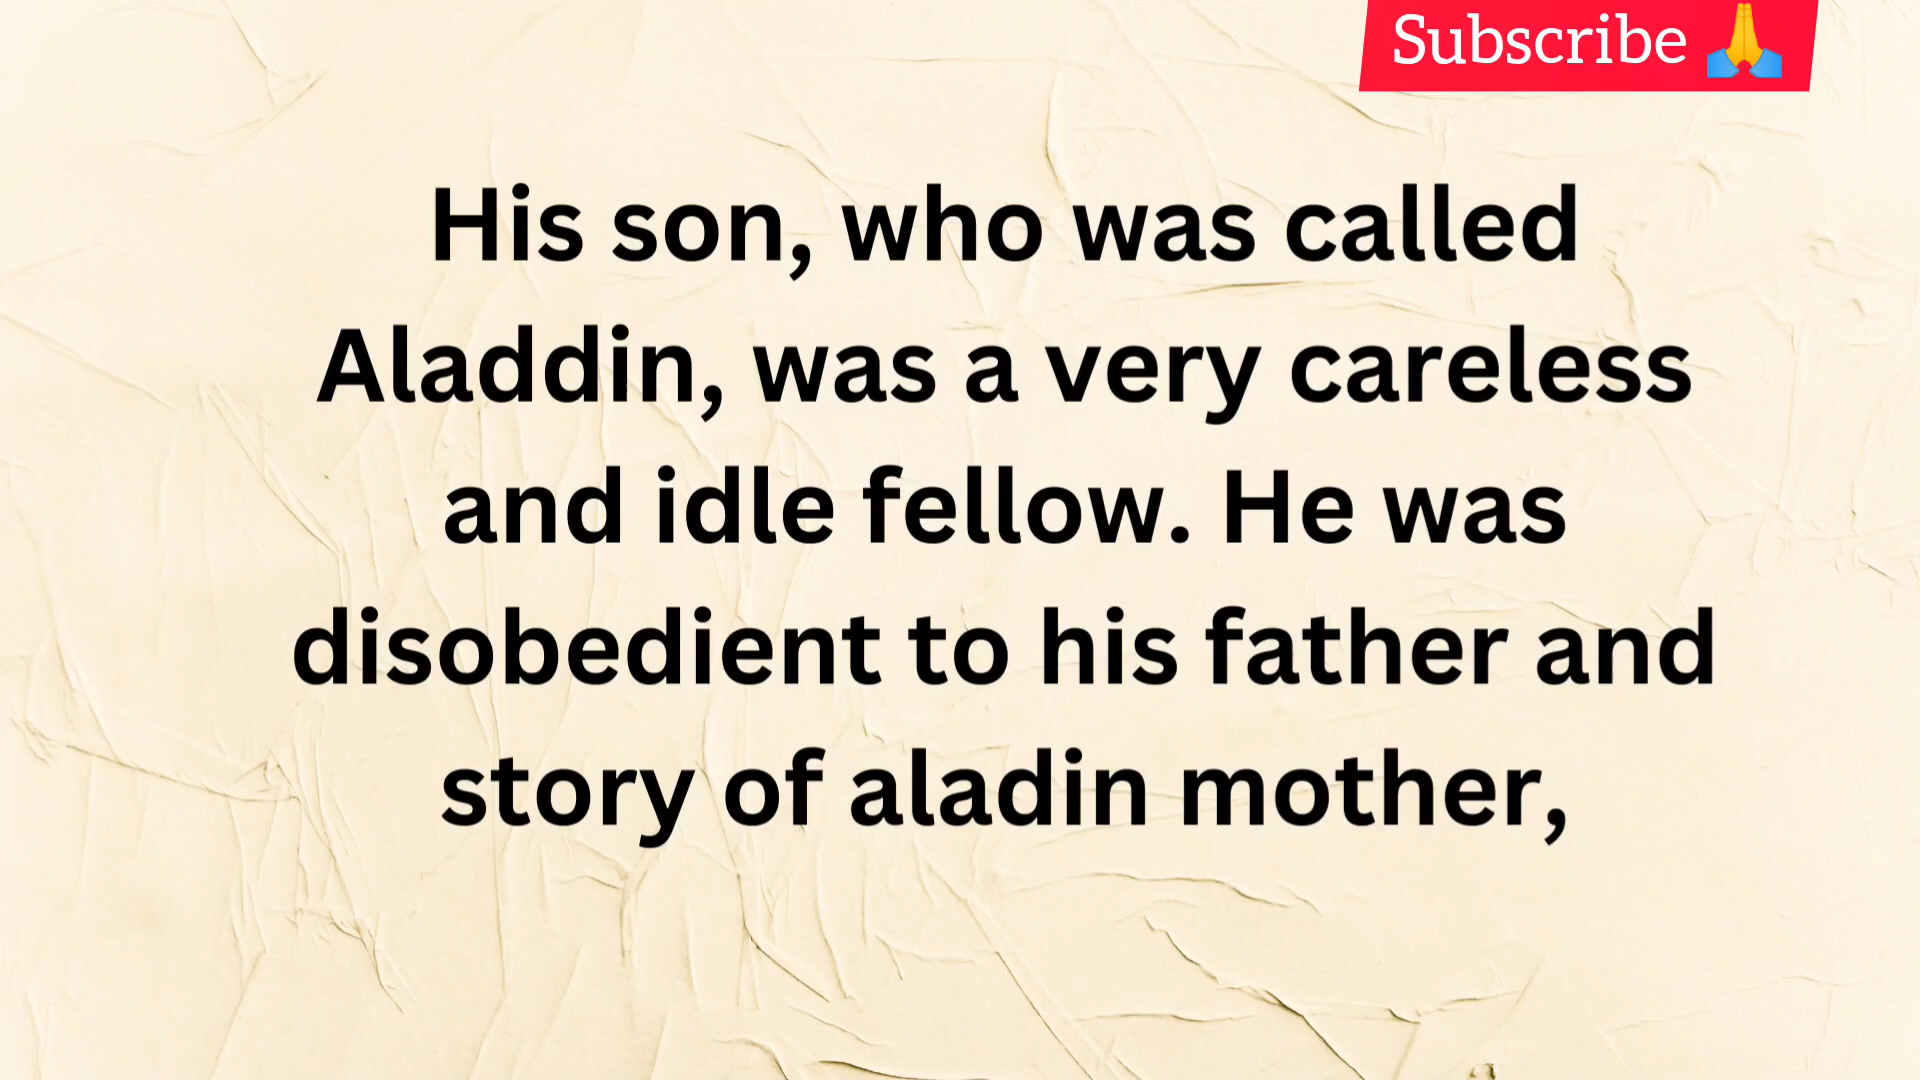 Subscribe 🙏
His son, who was called
Aladdin, was a very careless
and idle fellow. He was
disobedient to his father and
story of aladin mother,